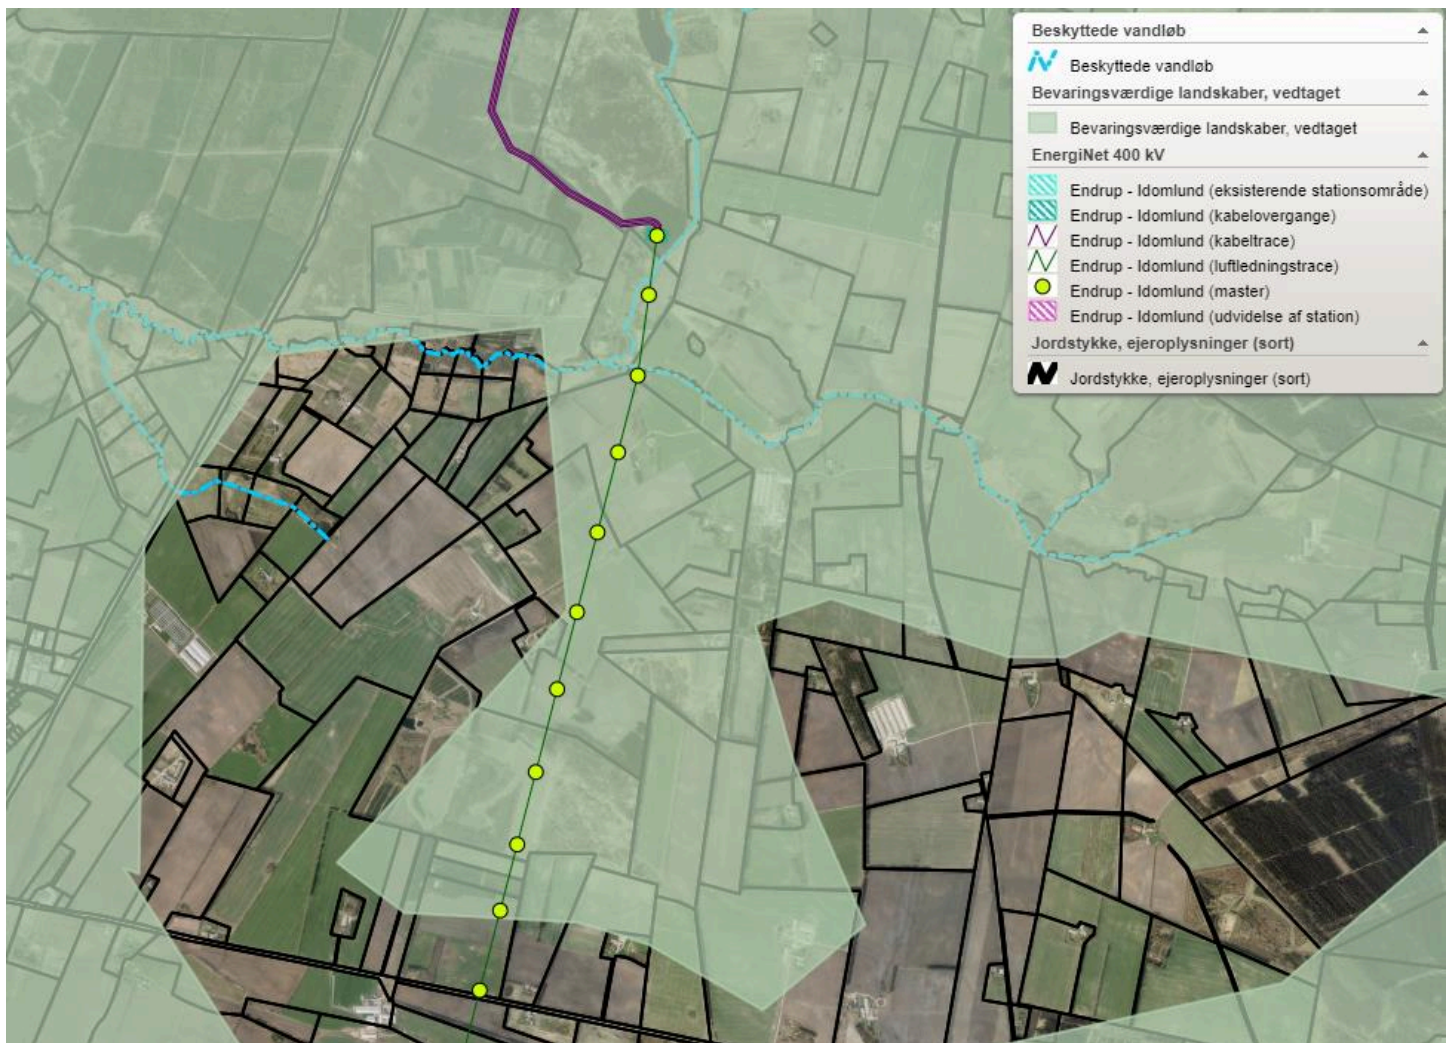 Beskyttede vandløb
Beskyttede vandløb
Bevaringsværdige landskaber, vedtaget
Bevaringsværdige landskaber, vedtaget
EnergiNet 400 kV
Endrup - Idomlund (eksisterende stationsområde)
Endrup - Idomlund (kabelovergange)
Endrup - Idomlund (kabeltrace)
Endrup - Idomlund (luftledningstrace)
Endrup - Idomlund (master)
Endrup - Idomlund (udvidelse af station)
Jordstykke, ejeroplysninger (sort)
Jordstykke, ejeroplysninger (sort)